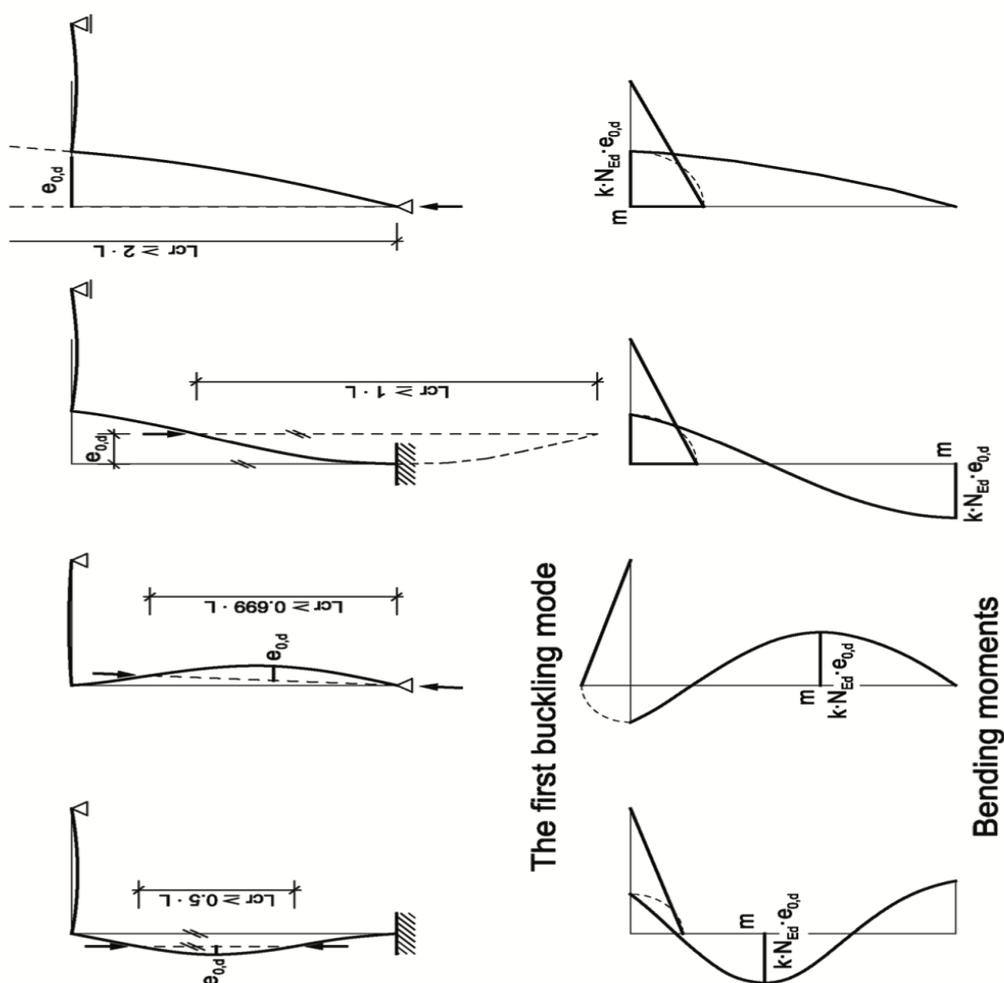 e0,d
Lcr ≥ 2 · L
k·NEd·e0,d
m
e0,d
Lcr ≥ 1 · L
m
k·NEd·e0,d
e0,d
Lcr ≥ 0.699 · L
m
k·NEd·e0,d
e0,d
Lcr ≥ 0.5 · L
m
k·NEd·e0,d
The first buckling mode
Bending moments